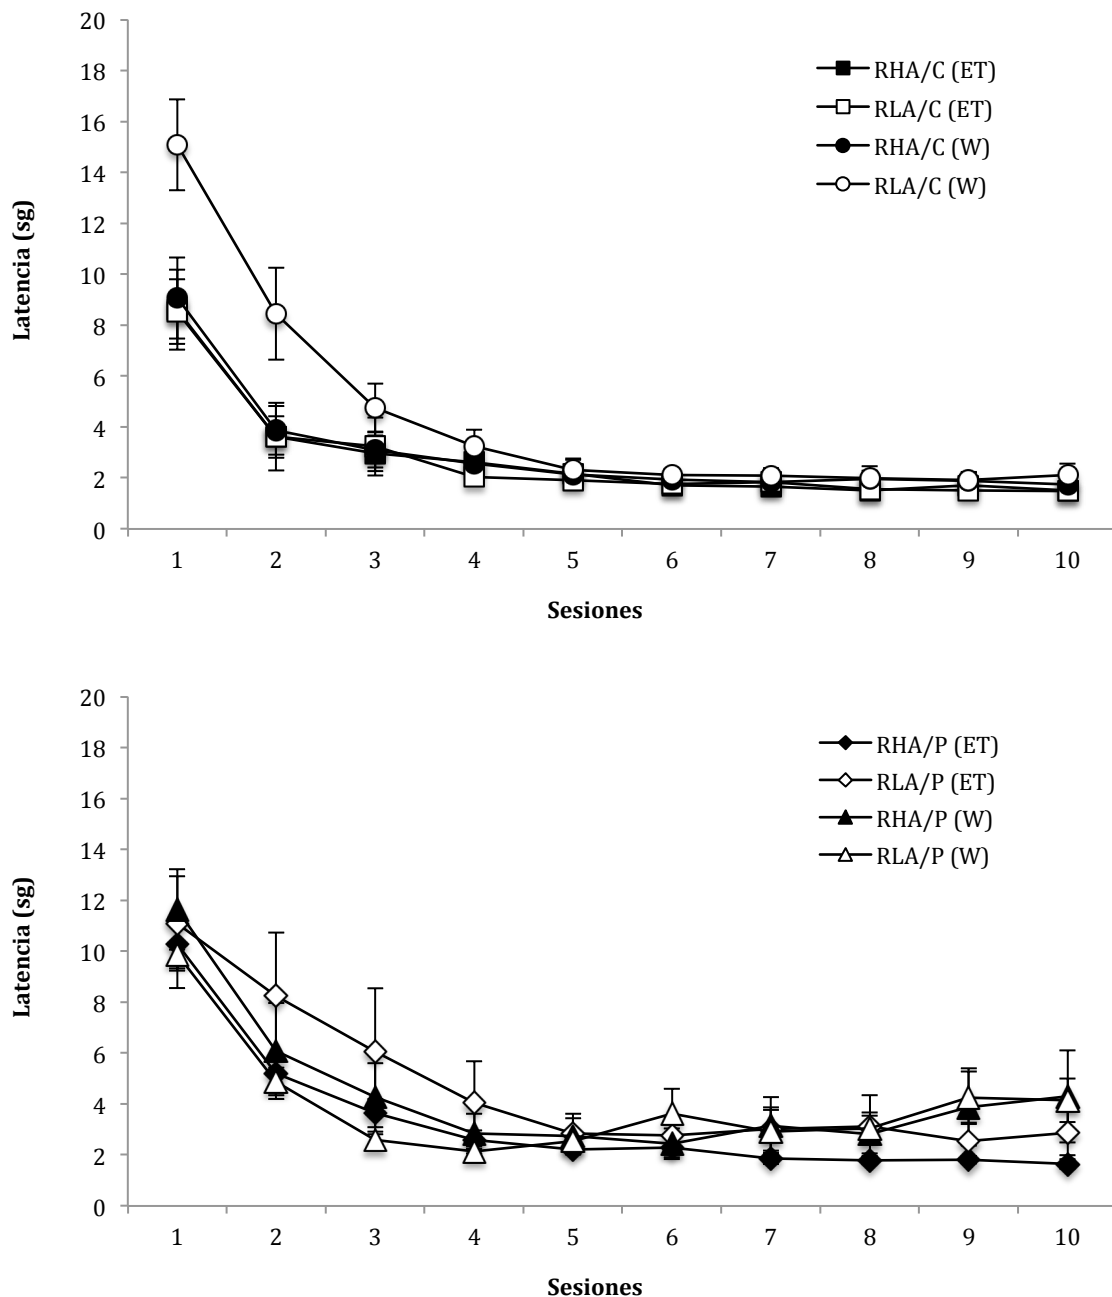 20
18
16
14
12
10
8
6
4
2
0
Latencia (sg)
RHA/C (ET)
RLA/C (ET)
RHA/C (W)
RLA/C (W)
1 2 3 4 5 6 7 8 9 10
Sesiones
20
18
16
14
12
10
8
6
4
2
0
Latencia (sg)
RHA/P (ET)
RLA/P (ET)
RHA/P (W)
RLA/P (W)
1 2 3 4 5 6 7 8 9 10
Sesiones